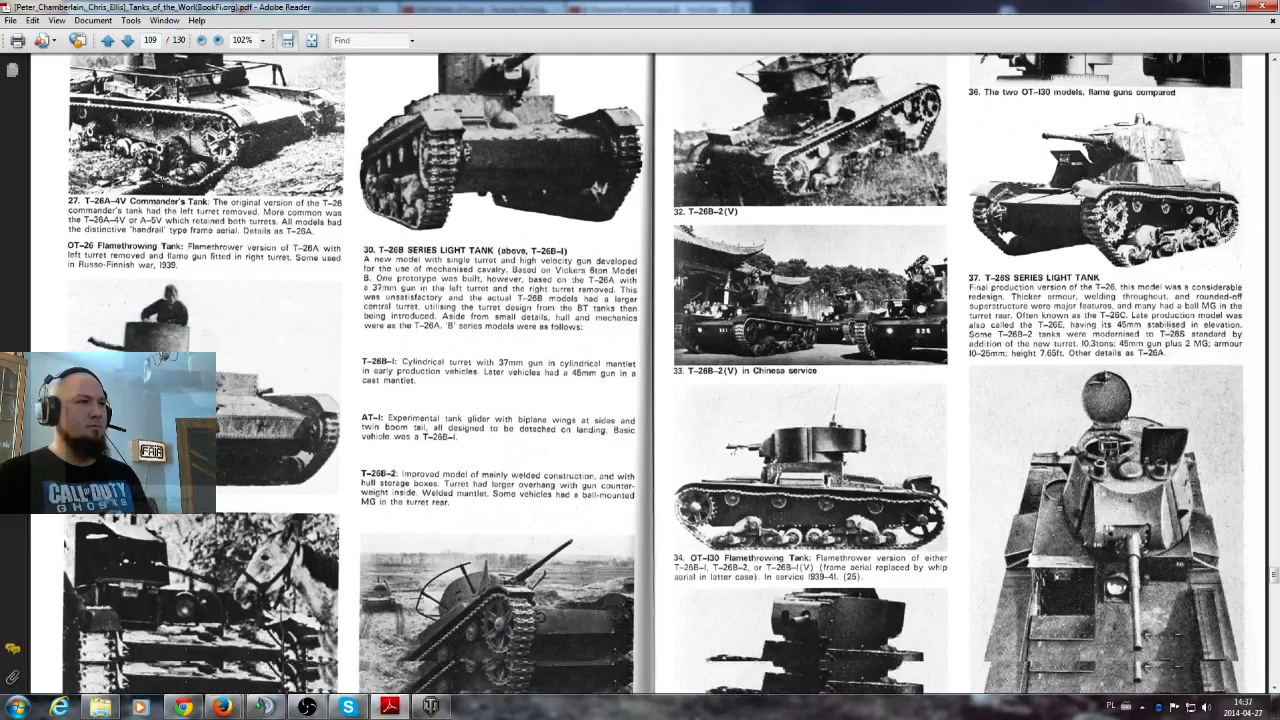 [Peter_Chamberlain_Chris_Ellis]_Tanks_of_the_Worl(BookFi.org).pdf - Adobe Reader
File Edit View Document Tools Window Help
109 / 130 102% Find
27. T-26A-4V Commander's Tank: The original version of the T-26
commander's tank had the left turret removed. More common was
the T-26A-4V or A-5V which retained both turrets. All models had
the distinctive 'handrail' type frame aerial. Details as T-26A.
OT-26 Flamethrowing Tank: Flamethrower version of T-26A with
left turret removed and flame gun fitted in right turret. Some used
in Russo-Finnish war, 1939.
FAJB
CALL OF DUTY
GHOSTS
30. T-26B SERIES LIGHT TANK (above, T-26B-1)
A new model with single turret and high velocity gun developed
for the use of mechanised cavalry. Based on Vickers 6ton Model
B. One prototype was built, however, based on the T-26A with
a 37mm gun in the left turret and the right turret removed. This
was unsatisfactory and the actual T-26B models had a larger
central turret, utilising the turret design from the BT tanks then
being introduced. Aside from small details, hull and mechanics
were as the T-26A. 'B' series models were as follows:
T-26B-1: Cylindrical turret with 37mm gun in cylindrical mantlet
in early production vehicles. Later vehicles had a 45mm gun in a
cast mantlet.
AT-1: Experimental tank glider with biplane wings at sides and
twin boom tail, all designed to be detached on landing. Basic
vehicle was a T-26B-1.
T-26B-2: Improved model of mainly welded construction, and with
hull storage boxes. Turret had larger overhang with gun counter-
weight inside. Welded mantlet. Some vehicles had a ball-mounted
MG in the turret rear.
32. T-26B-2(V)
33. T-26B-2(V) in Chinese service
34. OT-130 Flamethrowing Tank: Flamethrower version of either
T-26B-1, T-26B-2, or T-26B-1(V) (frame aerial replaced by whip
aerial in latter case). In service 1939-41. (25).
36. The two OT-130 models, flame guns compared
37. T-26S SERIES LIGHT TANK
Final production version of the T-26, this model was a considerable
redesign. Thicker armour, welding throughout, and rounded-off
superstructure were major features, and many had a ball MG in the
turret rear. Often known as the T-26C. Late production model was
also called the T-26E, having its 45mm stabilised in elevation.
Some T-26B-2 tanks were modernised to T-26S standard by
addition of the new turret. 10.3tons; 45mm gun plus 2 MG; armour
10-25mm; height 7.65ft. Other details as T-26A.
PL
14:37
2014-04-27